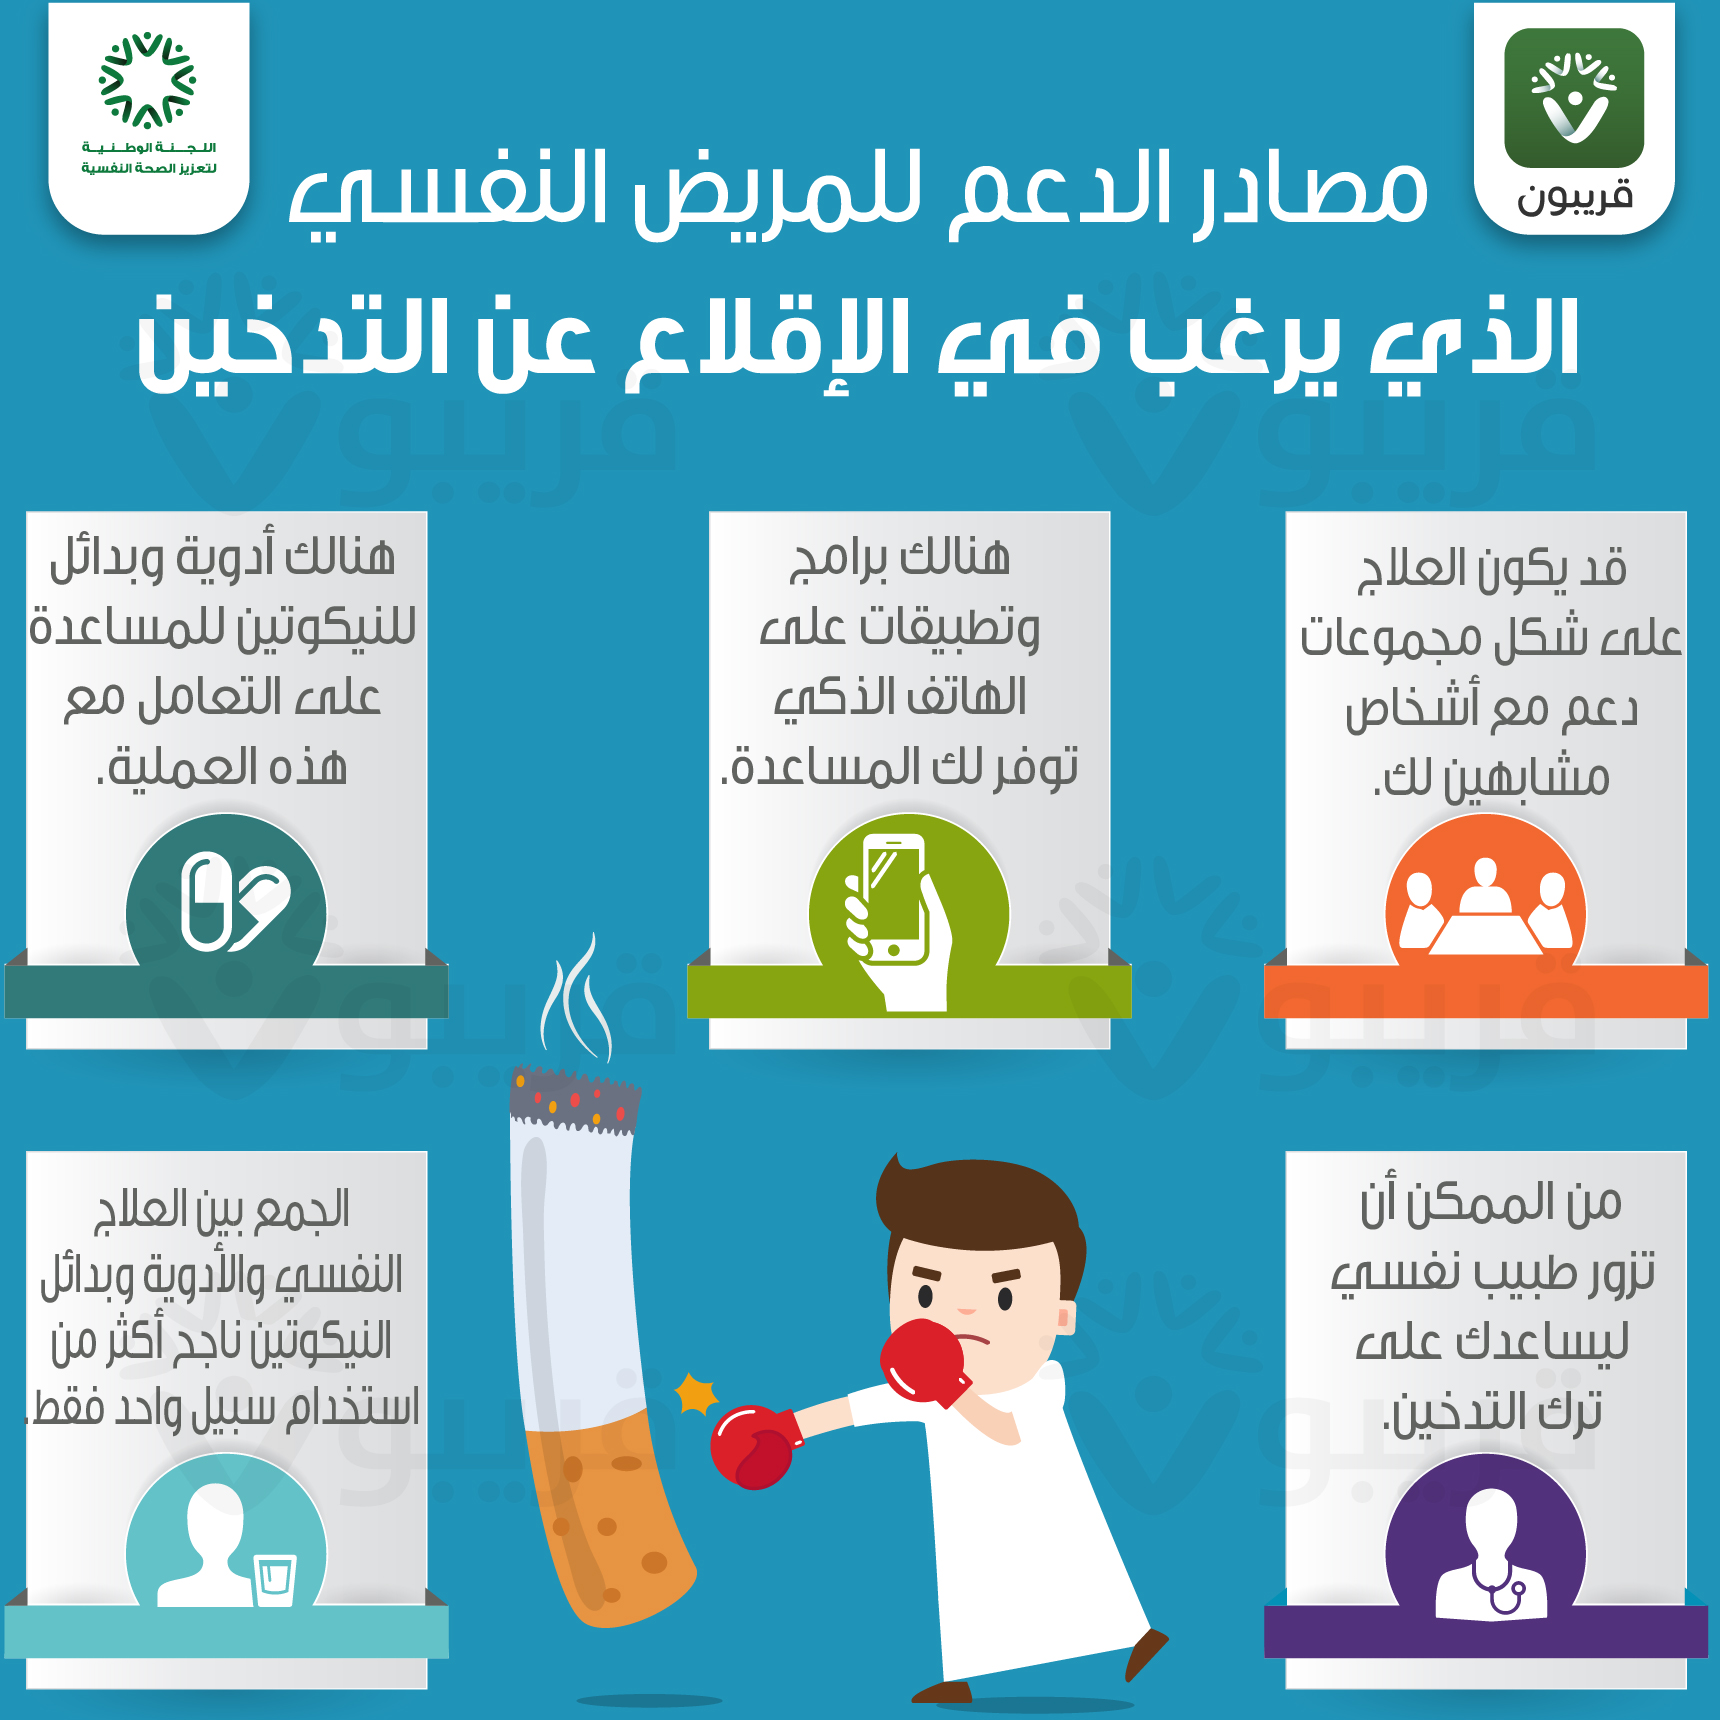 قريبون
اللجنة الوطنية
لتعزيز الصحة النفسية
مصادر الدعم للمريض النفسي
الذي يرغب في الإقلاع عن التدخين
قد يكون العلاج
على شكل مجموعات
دعم مع أشخاص
مشابهين لك.
هنالك برامج
وتطبيقات على
الهاتف الذكي
توفر لك المساعدة.
هنالك أدوية وبدائل
للنيكوتين للمساعدة
على التعامل مع
هذه العملية.
من الممكن أن
تزور طبيب نفسي
ليساعدك على
ترك التدخين.
الجمع بين العلاج
النفسي والأدوية وبدائل
النيكوتين ناجح أكثر من
استخدام سبيل واحد فقط.